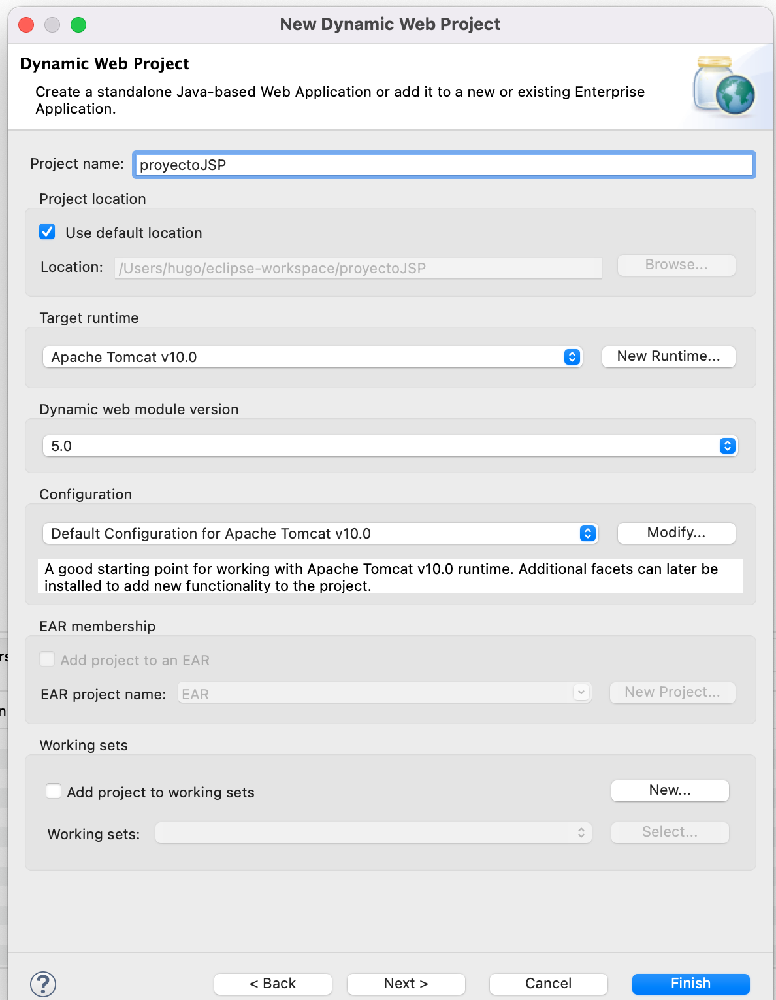 New Dynamic Web Project
Dynamic Web Project
Create a standalone Java-based Web Application or add it to a new or existing Enterprise
Application.
Project name: proyectoJSP
Project location
Use default location
Location: /Users/hugo/eclipse-workspace/proyectoJSP Browse...
Target runtime
Apache Tomcat v10.0 New Runtime...
Dynamic web module version
5.0
Configuration
Default Configuration for Apache Tomcat v10.0 Modify...
A good starting point for working with Apache Tomcat v10.0 runtime. Additional facets can later be
installed to add new functionality to the project.
EAR membership
Add project to an EAR
EAR project name: EAR New Project...
Working sets
Add project to working sets New...
Working sets: Select...
? < Back Next > Cancel Finish